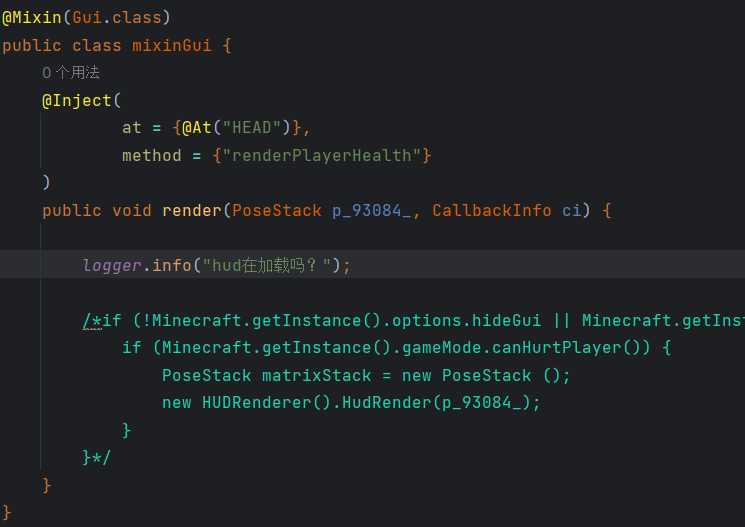 @Mixin(Gui.class)
public class mixinGui {
0 个用法
@Inject(
at = {@At("HEAD")},
method = {"renderPlayerHealth"}
)
public void render(PoseStack p_93084_, CallbackInfo ci) {
logger.info("hud在加载吗？");
/*if (!Minecraft.getInstance().options.hideGui || Minecraft.getInst
if (Minecraft.getInstance().gameMode.canHurtPlayer()) {
PoseStack matrixStack = new PoseStack ();
new HUDRenderer().HudRender(p_93084_);
}
}*/
}
}